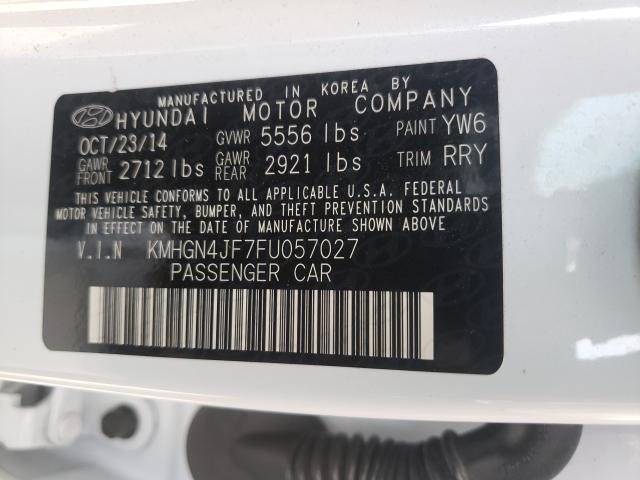 MANUFACTURED IN KOREA BY
HYUNDAI MOTOR COMPANY
OCT/23/14 GVWR 5556 lbs PAINT YW6
GAWR FRONT 2712 lbs GAWR REAR 2921 lbs TRIM RRY
THIS VEHICLE CONFORMS TO ALL APPLICABLE U.S.A. FEDERAL
MOTOR VEHICLE SAFETY, BUMPER, AND THEFT PREVENTION STANDARDS
IN EFFECT ON THE DATE OF MANUFACTURE SHOWN ABOVE
V.I.N KMHGN4JF7FU057027
PASSENGER CAR